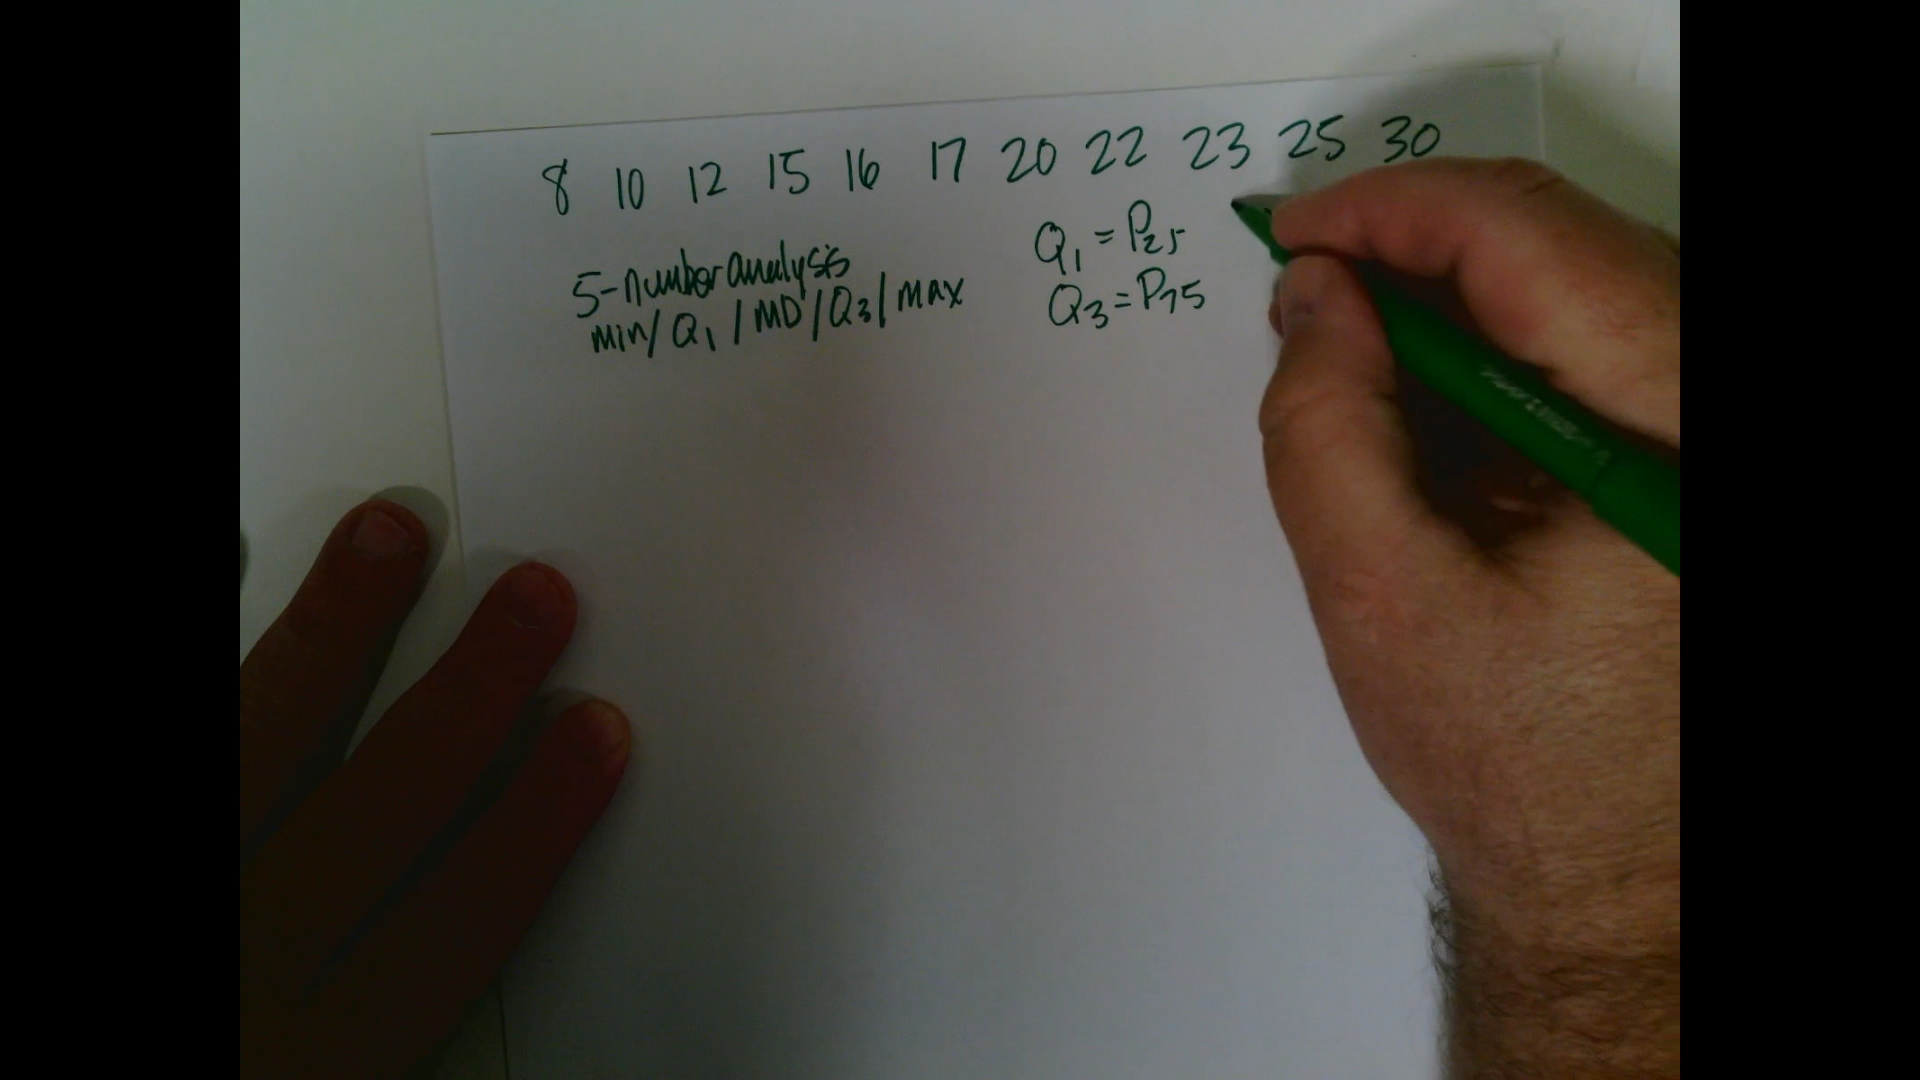 8 10 12 15 16 17 20 22 23 25 30
5-number analysis
min/Q1/MD/Q3/max
Q1 = P25
Q3 = P75